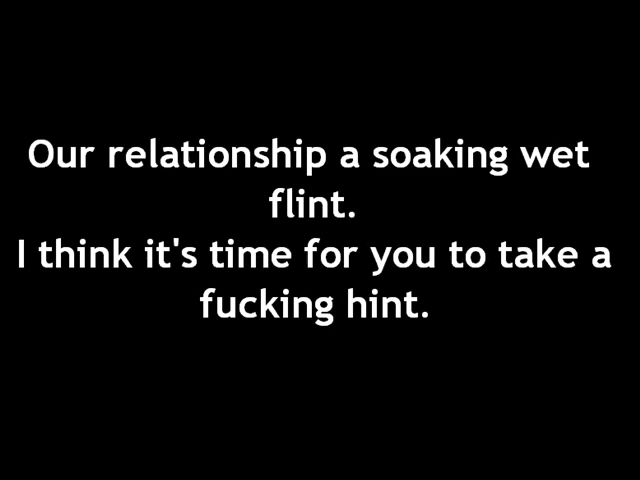 Our relationship a soaking wet
flint.
I think it's time for you to take a
fucking hint.